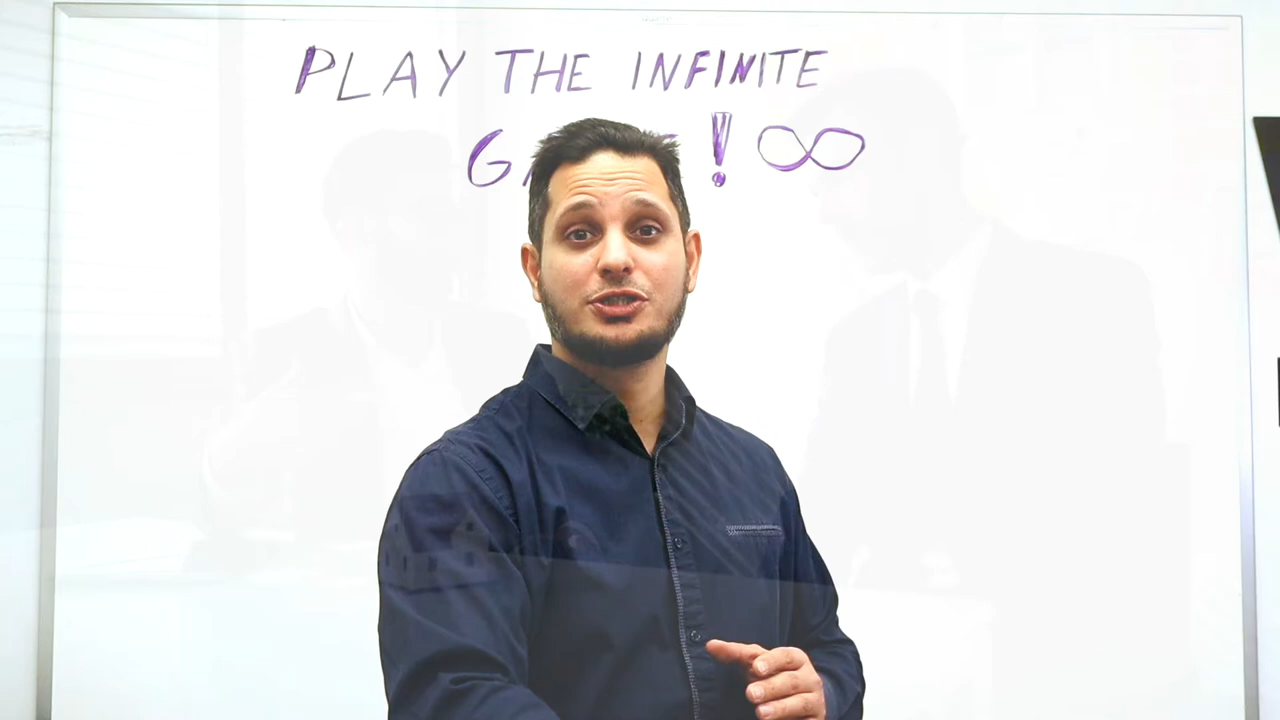 PLAY THE INFINITE
! ∞